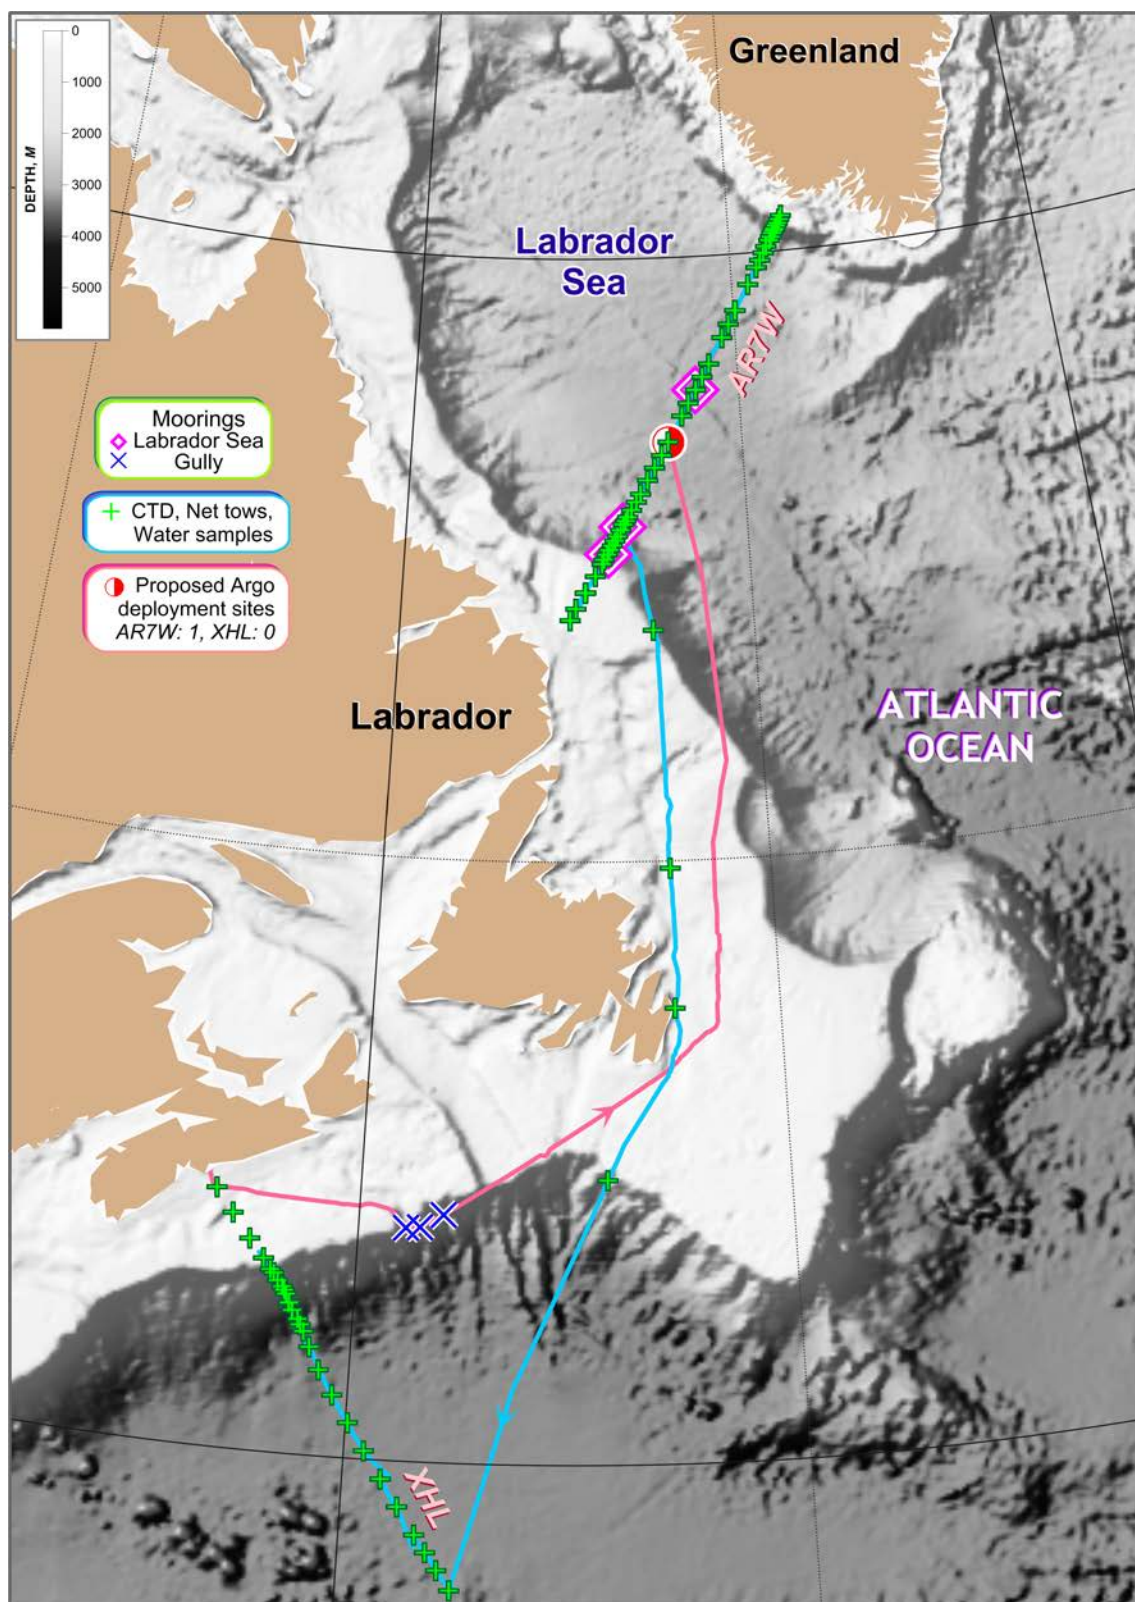 Greenland
0
1000
2000
3000
4000
5000
DEPTH, M
Labrador
Sea
AR7W
Moorings
Labrador Sea
Gully
CTD, Net tows,
Water samples
Proposed Argo
deployment sites
AR7W: 1, XHL: 0
Labrador
ATLANTIC
OCEAN
XHL